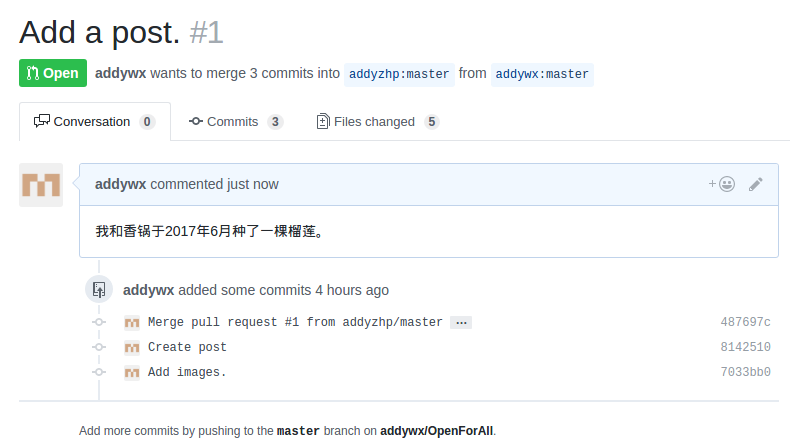 Add a post. #1
Open addywx wants to merge 3 commits into addyzhp:master from addywx:master
Conversation 0 Commits 3 Files changed 5
addywx commented just now
我和香锅于2017年6月种了一棵榴莲。
addywx added some commits 4 hours ago
Merge pull request #1 from addyzhp/master ... 487697c
Create post 8142510
Add images. 7033bb0
Add more commits by pushing to the master branch on addywx/OpenForAll.